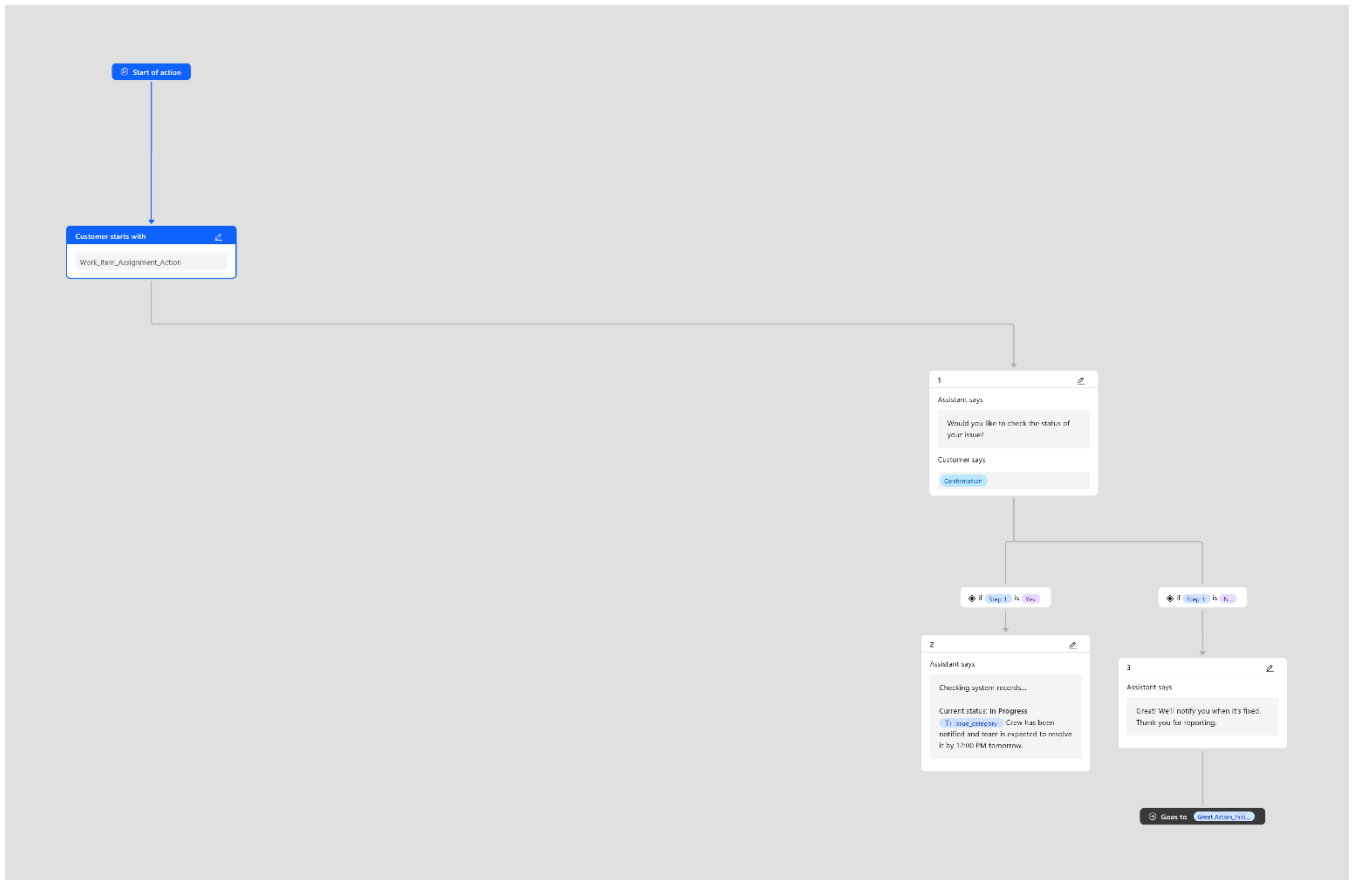 Start of action
Customer starts with
Work_Item_Assignment_Action
1
Assistant says
Would you like to check the status of
your issue?
Customer says
Confirmation
if Step 1 is Yes
if Step 1 is N...
2
Assistant says
Checking system records...
Current status: In Progress
issue_category Crew has been
notified and team is expected to resolve
it by 12:00 PM tomorrow.
3
Assistant says
Great! We'll notify you when it's fixed.
Thank you for reporting.
Goes to Greet Action_Initi...